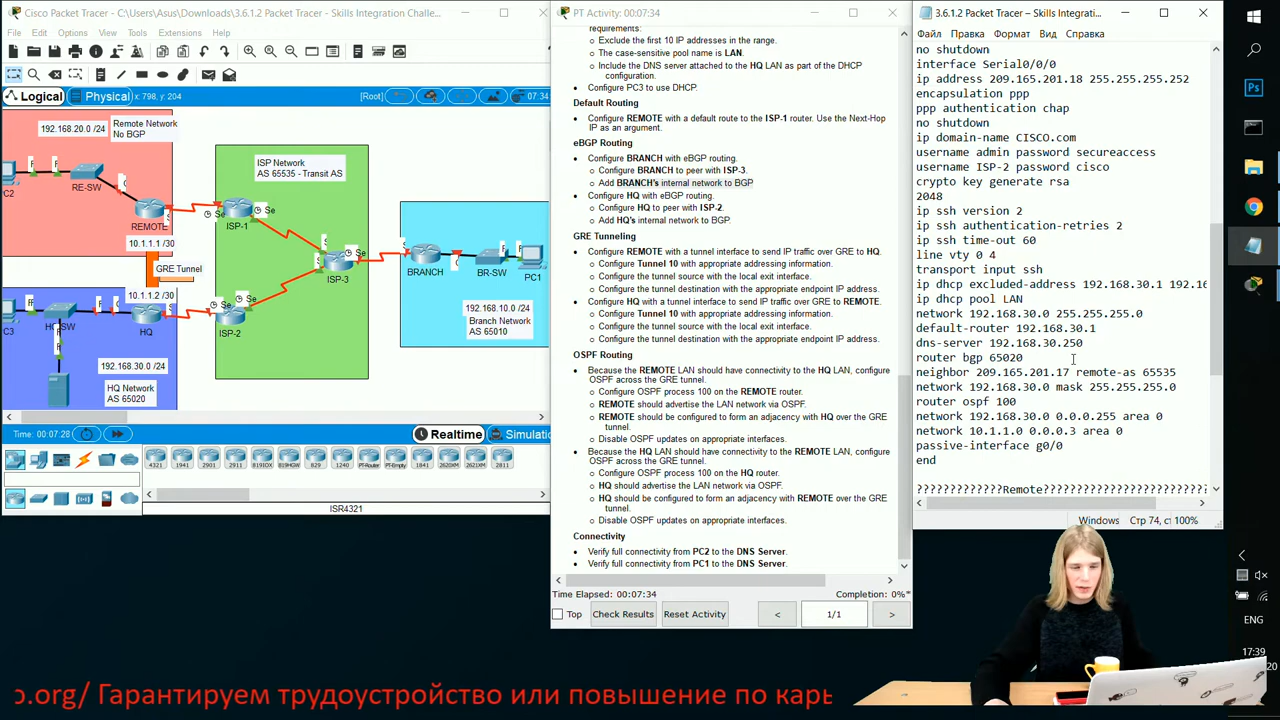 Cisco Packet Tracer - C:\Users\Asus\Downloads\3.6.1.2 Packet Tracer - Skills Integration Challe...
File Edit Options View Tools Extensions Help
Logical Physical x: 798, y: 204 [Root] 07:34
192.168.20.0 /24
Remote Network
No BGP
PC2
RE-SW
REMOTE
10.1.1.1 /30
GRE Tunnel
10.1.1.2 /30
PC3
HQ-SW
HQ
192.168.30.0 /24
HQ Network
AS 65020
ISP Network
AS 65535 - Transit AS
Se
Se
ISP-1
Se
ISP-3
Se
Se
ISP-2
BRANCH
BR-SW
PC1
192.168.10.0 /24
Branch Network
AS 65010
Time: 00:07:28
Realtime
Simulatio
4321 1941 2901 2911 819IOX 819HGW 829 1240 PT-Router PT-Empty 1841 2620XM 2621XM 2811
ISR4321
PT Activity: 00:07:34
requirements:
Exclude the first 10 IP addresses in the range.
The case-sensitive pool name is LAN.
Include the DNS server attached to the HQ LAN as part of the DHCP
configuration.
Configure PC3 to use DHCP.
Default Routing
Configure REMOTE with a default route to the ISP-1 router. Use the Next-Hop
IP as an argument.
eBGP Routing
Configure BRANCH with eBGP routing.
Configure BRANCH to peer with ISP-3.
Add BRANCH's internal network to BGP
Configure HQ with eBGP routing.
Configure HQ to peer with ISP-2.
Add HQ's internal network to BGP.
GRE Tunneling
Configure REMOTE with a tunnel interface to send IP traffic over GRE to HQ.
Configure Tunnel 10 with appropriate addressing information.
Configure the tunnel source with the local exit interface.
Configure the tunnel destination with the appropriate endpoint IP address.
Configure HQ with a tunnel interface to send IP traffic over GRE to REMOTE.
Configure Tunnel 10 with appropriate addressing information.
Configure the tunnel source with the local exit interface.
Configure the tunnel destination with the appropriate endpoint IP address.
OSPF Routing
Because the REMOTE LAN should have connectivity to the HQ LAN, configure
OSPF across the GRE tunnel.
Configure OSPF process 100 on the REMOTE router.
REMOTE should advertise the LAN network via OSPF.
REMOTE should be configured to form an adjacency with HQ over the GRE
tunnel.
Disable OSPF updates on appropriate interfaces.
Because the HQ LAN should have connectivity to the REMOTE LAN, configure
OSPF across the GRE tunnel.
Configure OSPF process 100 on the HQ router.
HQ should advertise the LAN network via OSPF.
HQ should be configured to form an adjacency with REMOTE over the GRE
tunnel.
Disable OSPF updates on appropriate interfaces.
Connectivity
Verify full connectivity from PC2 to the DNS Server.
Verify full connectivity from PC1 to the DNS Server.
Time Elapsed: 00:07:34 Completion: 0%*
Top Check Results Reset Activity < 1/1 >
3.6.1.2 Packet Tracer – Skills Integrati...
Файл Правка Формат Вид Справка
no shutdown
interface Serial0/0/0
ip address 209.165.201.18 255.255.255.252
encapsulation ppp
ppp authentication chap
no shutdown
ip domain-name CISCO.com
username admin password secureaccess
username ISP-2 password cisco
crypto key generate rsa
2048
ip ssh version 2
ip ssh authentication-retries 2
ip ssh time-out 60
line vty 0 4
transport input ssh
ip dhcp excluded-address 192.168.30.1 192.16
ip dhcp pool LAN
network 192.168.30.0 255.255.255.0
default-router 192.168.30.1
dns-server 192.168.30.250
router bgp 65020
neighbor 209.165.201.17 remote-as 65535
network 192.168.30.0 mask 255.255.255.0
router ospf 100
network 192.168.30.0 0.0.0.255 area 0
network 10.1.1.0 0.0.0.3 area 0
passive-interface g0/0
end
????????????Remote????????????????????????
Windows Стр 74, ст 100%
Ps
ENG
17:39
o.org/ Гарантируем трудоустройство или повышение по карь